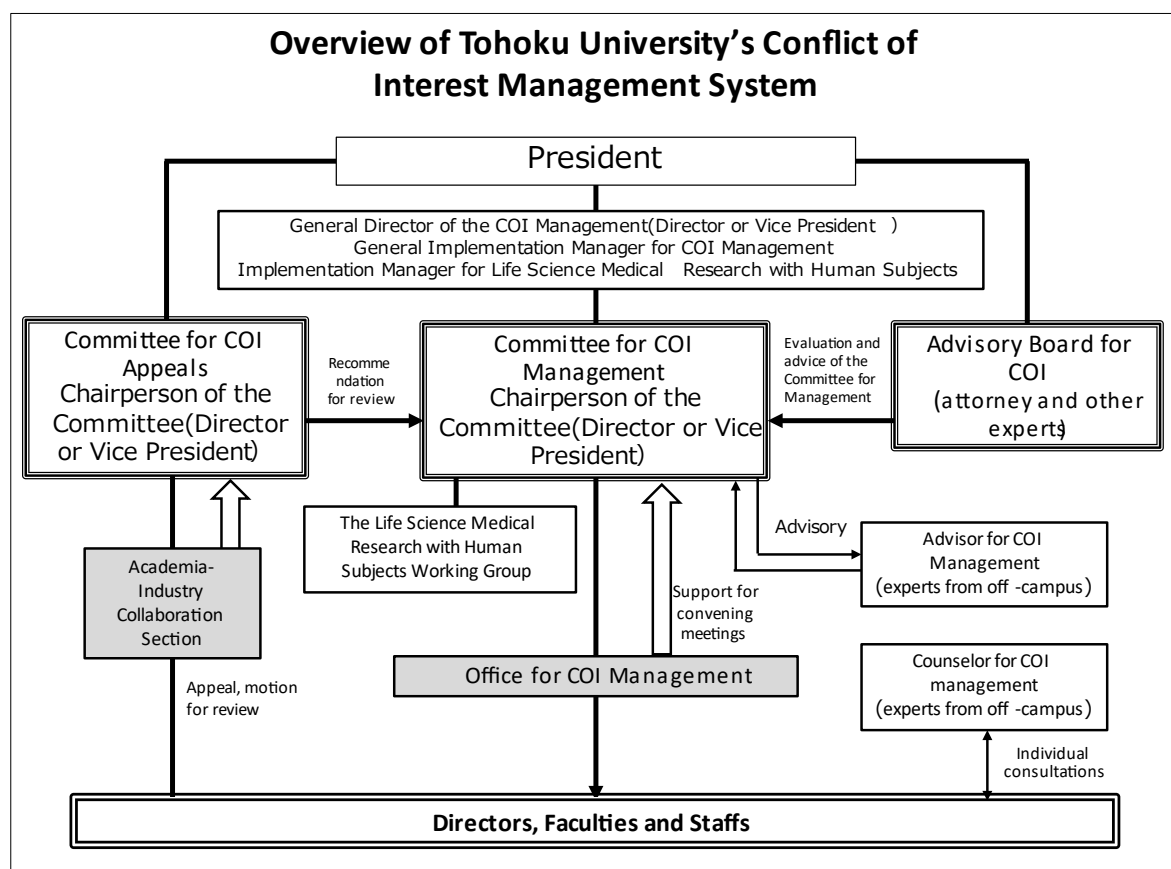 Overview of Tohoku University's Conflict of
Interest Management System
President
General Director of the COI Management(Director or Vice President )
General Implementation Manager for COI Management
Implementation Manager for Life Science Medical Research with Human Subjects
Committee for COI
Appeals
Chairperson of the
Committee(Director
or Vice President)
Recomme
ndation
for review
Committee for COI
Management
Chairperson of the
Committee(Director or Vice
President)
Evaluation and
advice of the
Committee for
Management
Advisory Board for
COI
(attorney and other
experts)
The Life Science Medical
Research with Human
Subjects Working Group
Advisory
Advisor for COI
Management
(experts from off -campus)
Academia-
Industry
Collaboration
Section
Support for
convening
meetings
Office for COI Management
Counselor for COI
management
(experts from off -campus)
Appeal, motion
for review
Individual
consultations
Directors, Faculties and Staffs